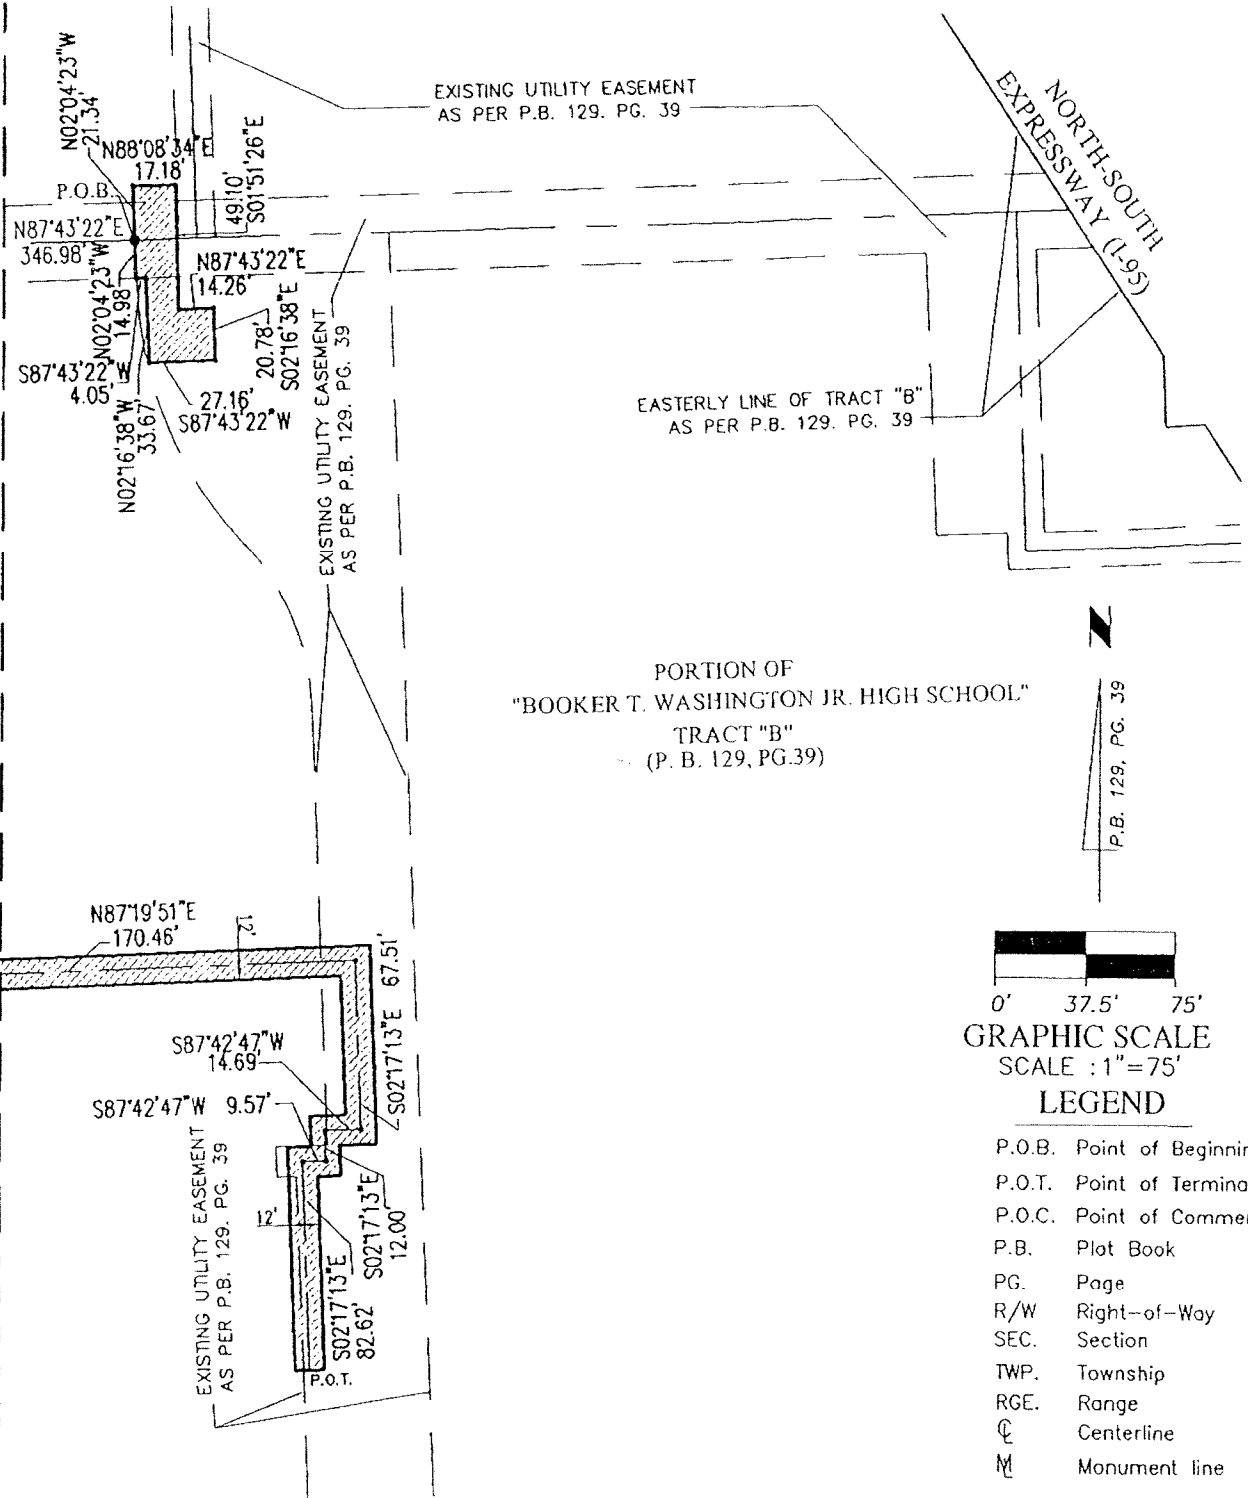 N02°04'23"W
21.34'
N88°08'34"E
17.18'
49.10'
S01°51'26"E
P.O.B.
N87°43'22"E
346.98'
N02°04'23"W
14.98'
N87°43'22"E
14.26'
20.78'
S02°16'38"E
S87°43'22"W
4.05'
N02°16'38"W
33.67'
27.16'
S87°43'22"W
EXISTING UTILITY EASEMENT
AS PER P.B. 129. PG. 39
EXISTING UTILITY EASEMENT
AS PER P.B. 129. PG. 39
NORTH-SOUTH
EXPRESSWAY (I-95)
EASTERLY LINE OF TRACT "B"
AS PER P.B. 129. PG. 39
PORTION OF
"BOOKER T. WASHINGTON JR. HIGH SCHOOL"
TRACT "B"
(P. B. 129, PG.39)
N
P.B. 129, PG. 39
N87°19'51"E
170.46'
12'
S02°17'13"E 67.51'
S87°42'47"W
14.69'
S87°42'47"W 9.57'
EXISTING UTILITY EASEMENT
AS PER P.B. 129. PG. 39
12'
S02°17'13"E
12.00'
S02°17'13"E
82.62'
P.O.T.
0' 37.5' 75'
GRAPHIC SCALE
SCALE :1"=75'
LEGEND
P.O.B. Point of Beginnin
P.O.T. Point of Termina
P.O.C. Point of Commer
P.B. Plat Book
PG. Page
R/W Right-of-Way
SEC. Section
TWP. Township
RGE. Range
℄ Centerline
ML Monument line